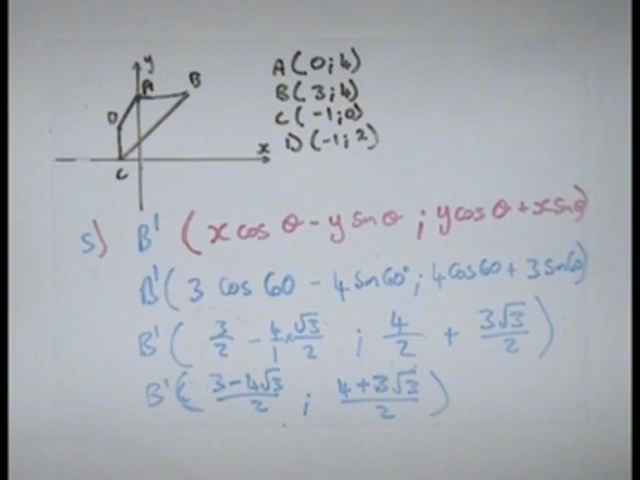 y
A
B
D
C
x
A(0;4)
B(3;4)
C(-1;0)
D(-1;2)
5) B' (x cos θ - y sin θ ; y cos θ + x sin θ)
B' (3 cos 60 - 4 sin 60° ; 4 cos 60 + 3 sin 60)
B' ( 3/2 - 4/1 × √3/2 ; 4/2 + 3√3/2 )
B' ( 3-4√3/2 ; 4+3√3/2 )